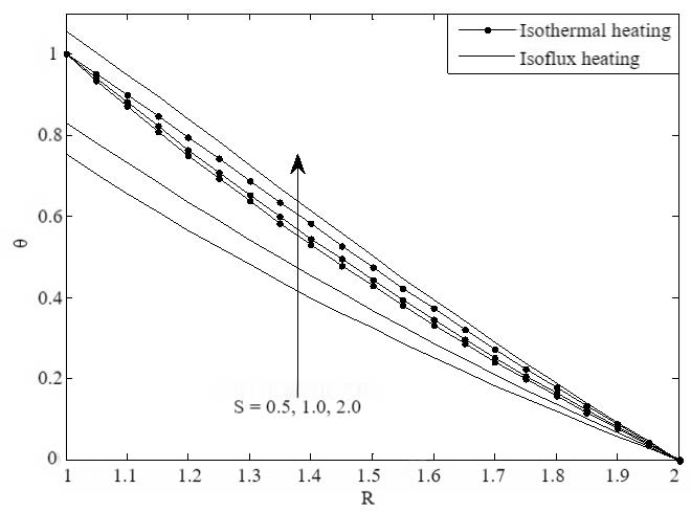 Isothermal heating
Isoflux heating
1
0.8
0.6
θ
0.4
0.2
0
S = 0.5, 1.0, 2.0
1 1.1 1.2 1.3 1.4 1.5 1.6 1.7 1.8 1.9 2
R